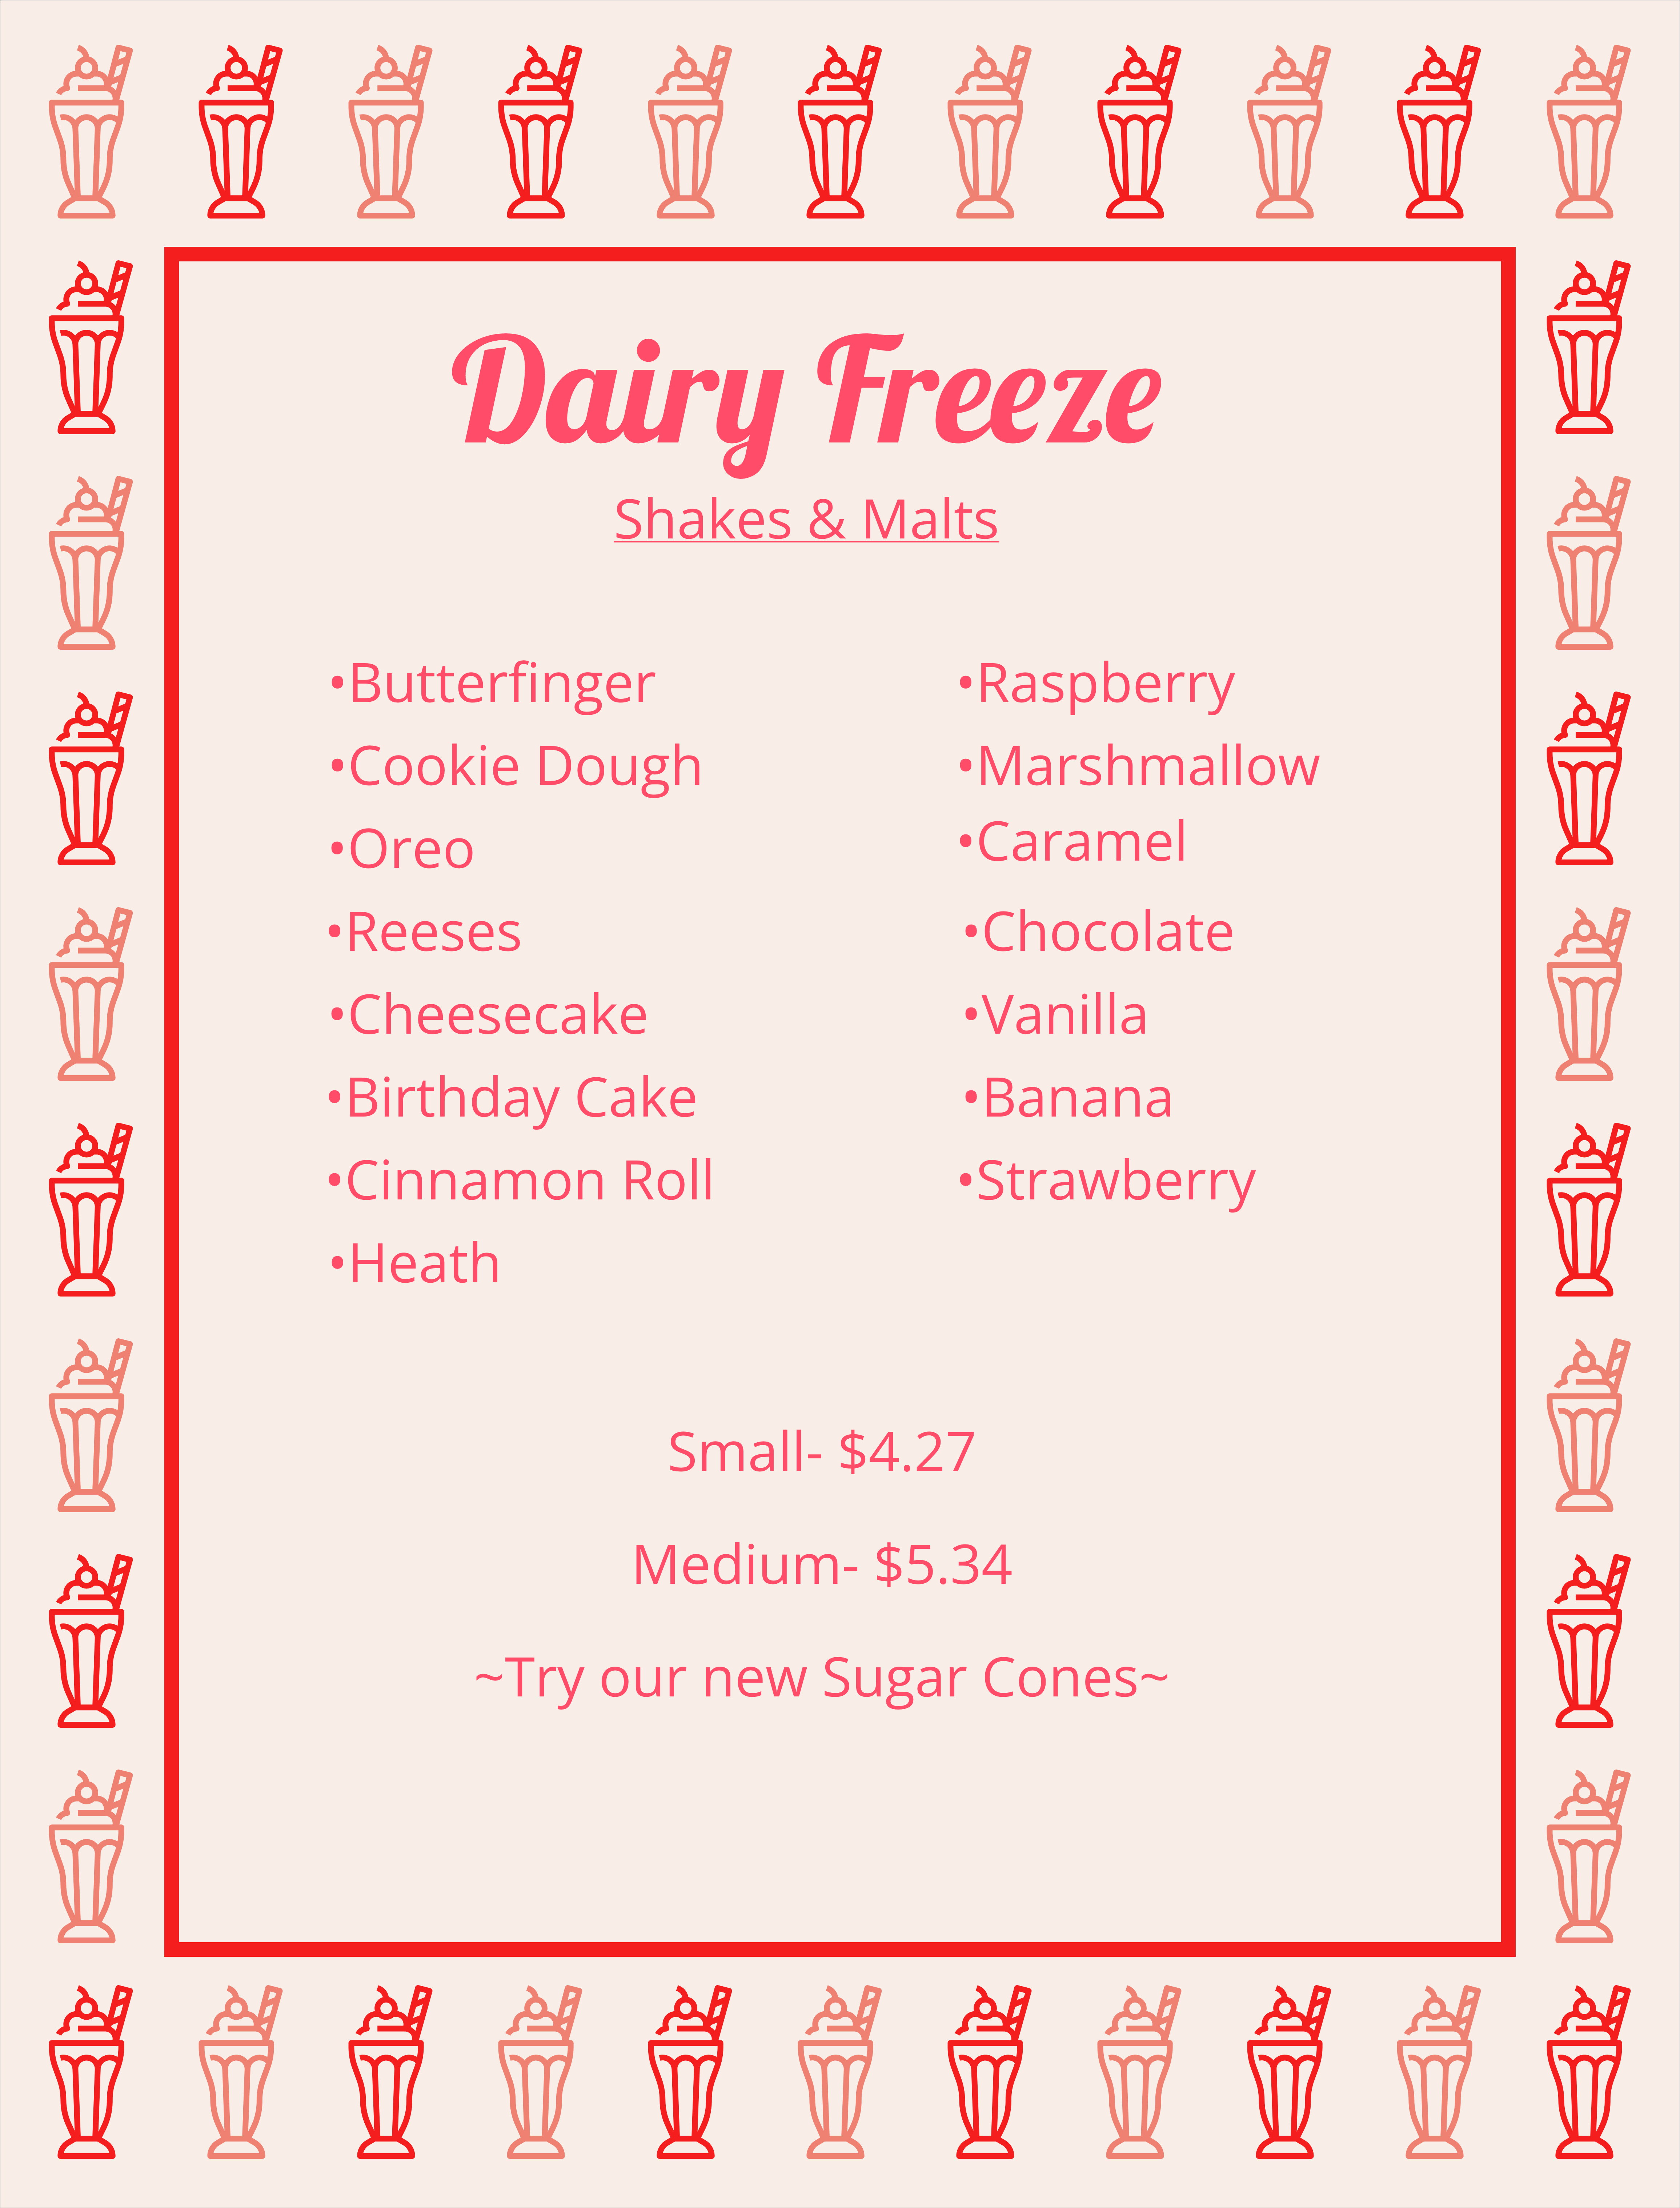 Dairy Freeze
Shakes & Malts
•Butterfinger
•Cookie Dough
•Oreo
•Reeses
•Cheesecake
•Birthday Cake
•Cinnamon Roll
•Heath
•Raspberry
•Marshmallow
•Caramel
•Chocolate
•Vanilla
•Banana
•Strawberry
Small- $4.27
Medium- $5.34
~Try our new Sugar Cones~